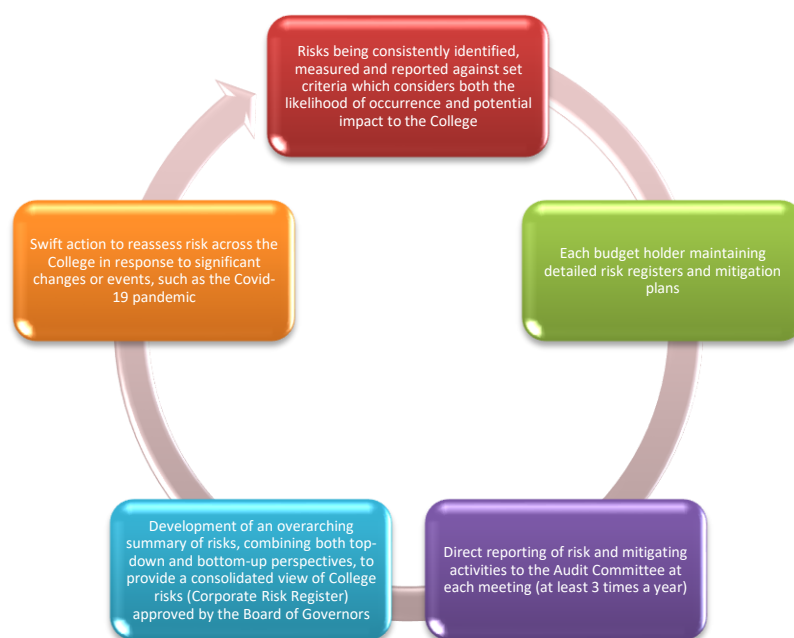 Risks being consistently identified,
measured and reported against set
criteria which considers both the
likelihood of occurrence and potential
impact to the College
Each budget holder maintaining
detailed risk registers and mitigation
plans
Direct reporting of risk and mitigating
activities to the Audit Committee at
each meeting (at least 3 times a year)
Development of an overarching
summary of risks, combining both top-
down and bottom-up perspectives, to
provide a consolidated view of College
risks (Corporate Risk Register)
approved by the Board of Governors
Swift action to reassess risk across the
College in response to significant
changes or events, such as the Covid-
19 pandemic